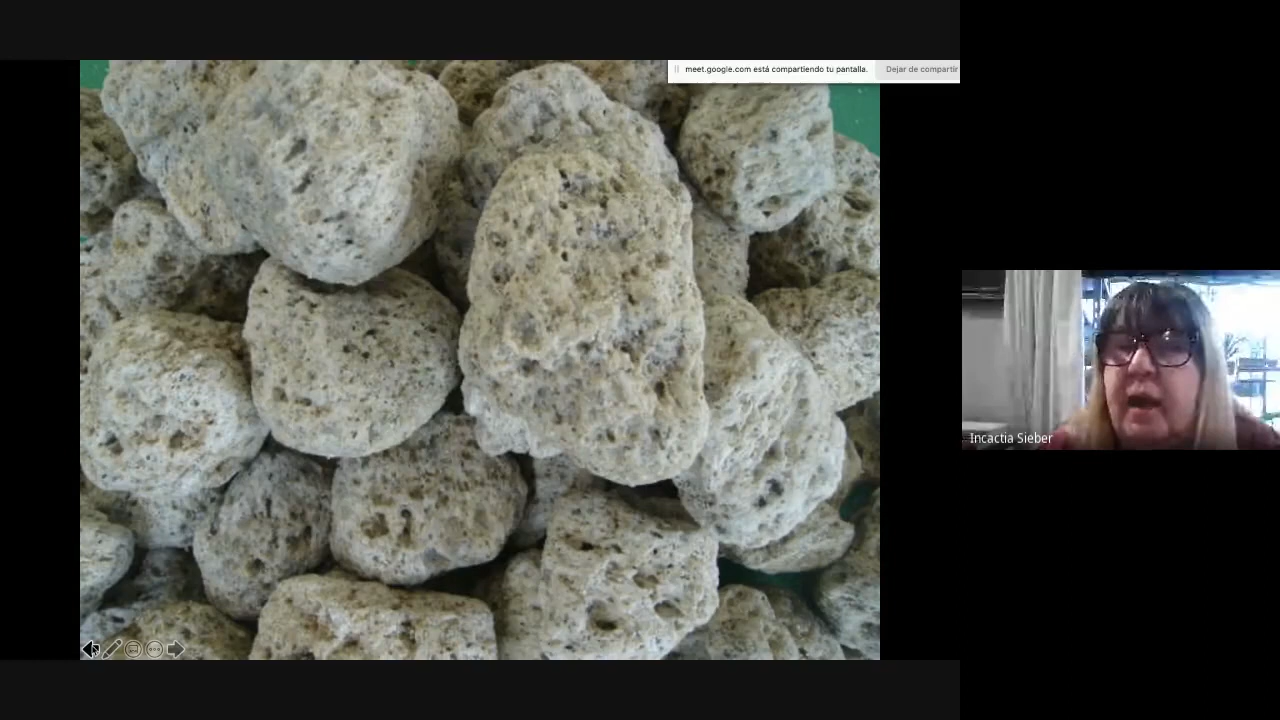 meet.google.com está compartiendo tu pantalla.
Dejar de compartir
Incactia Sieber